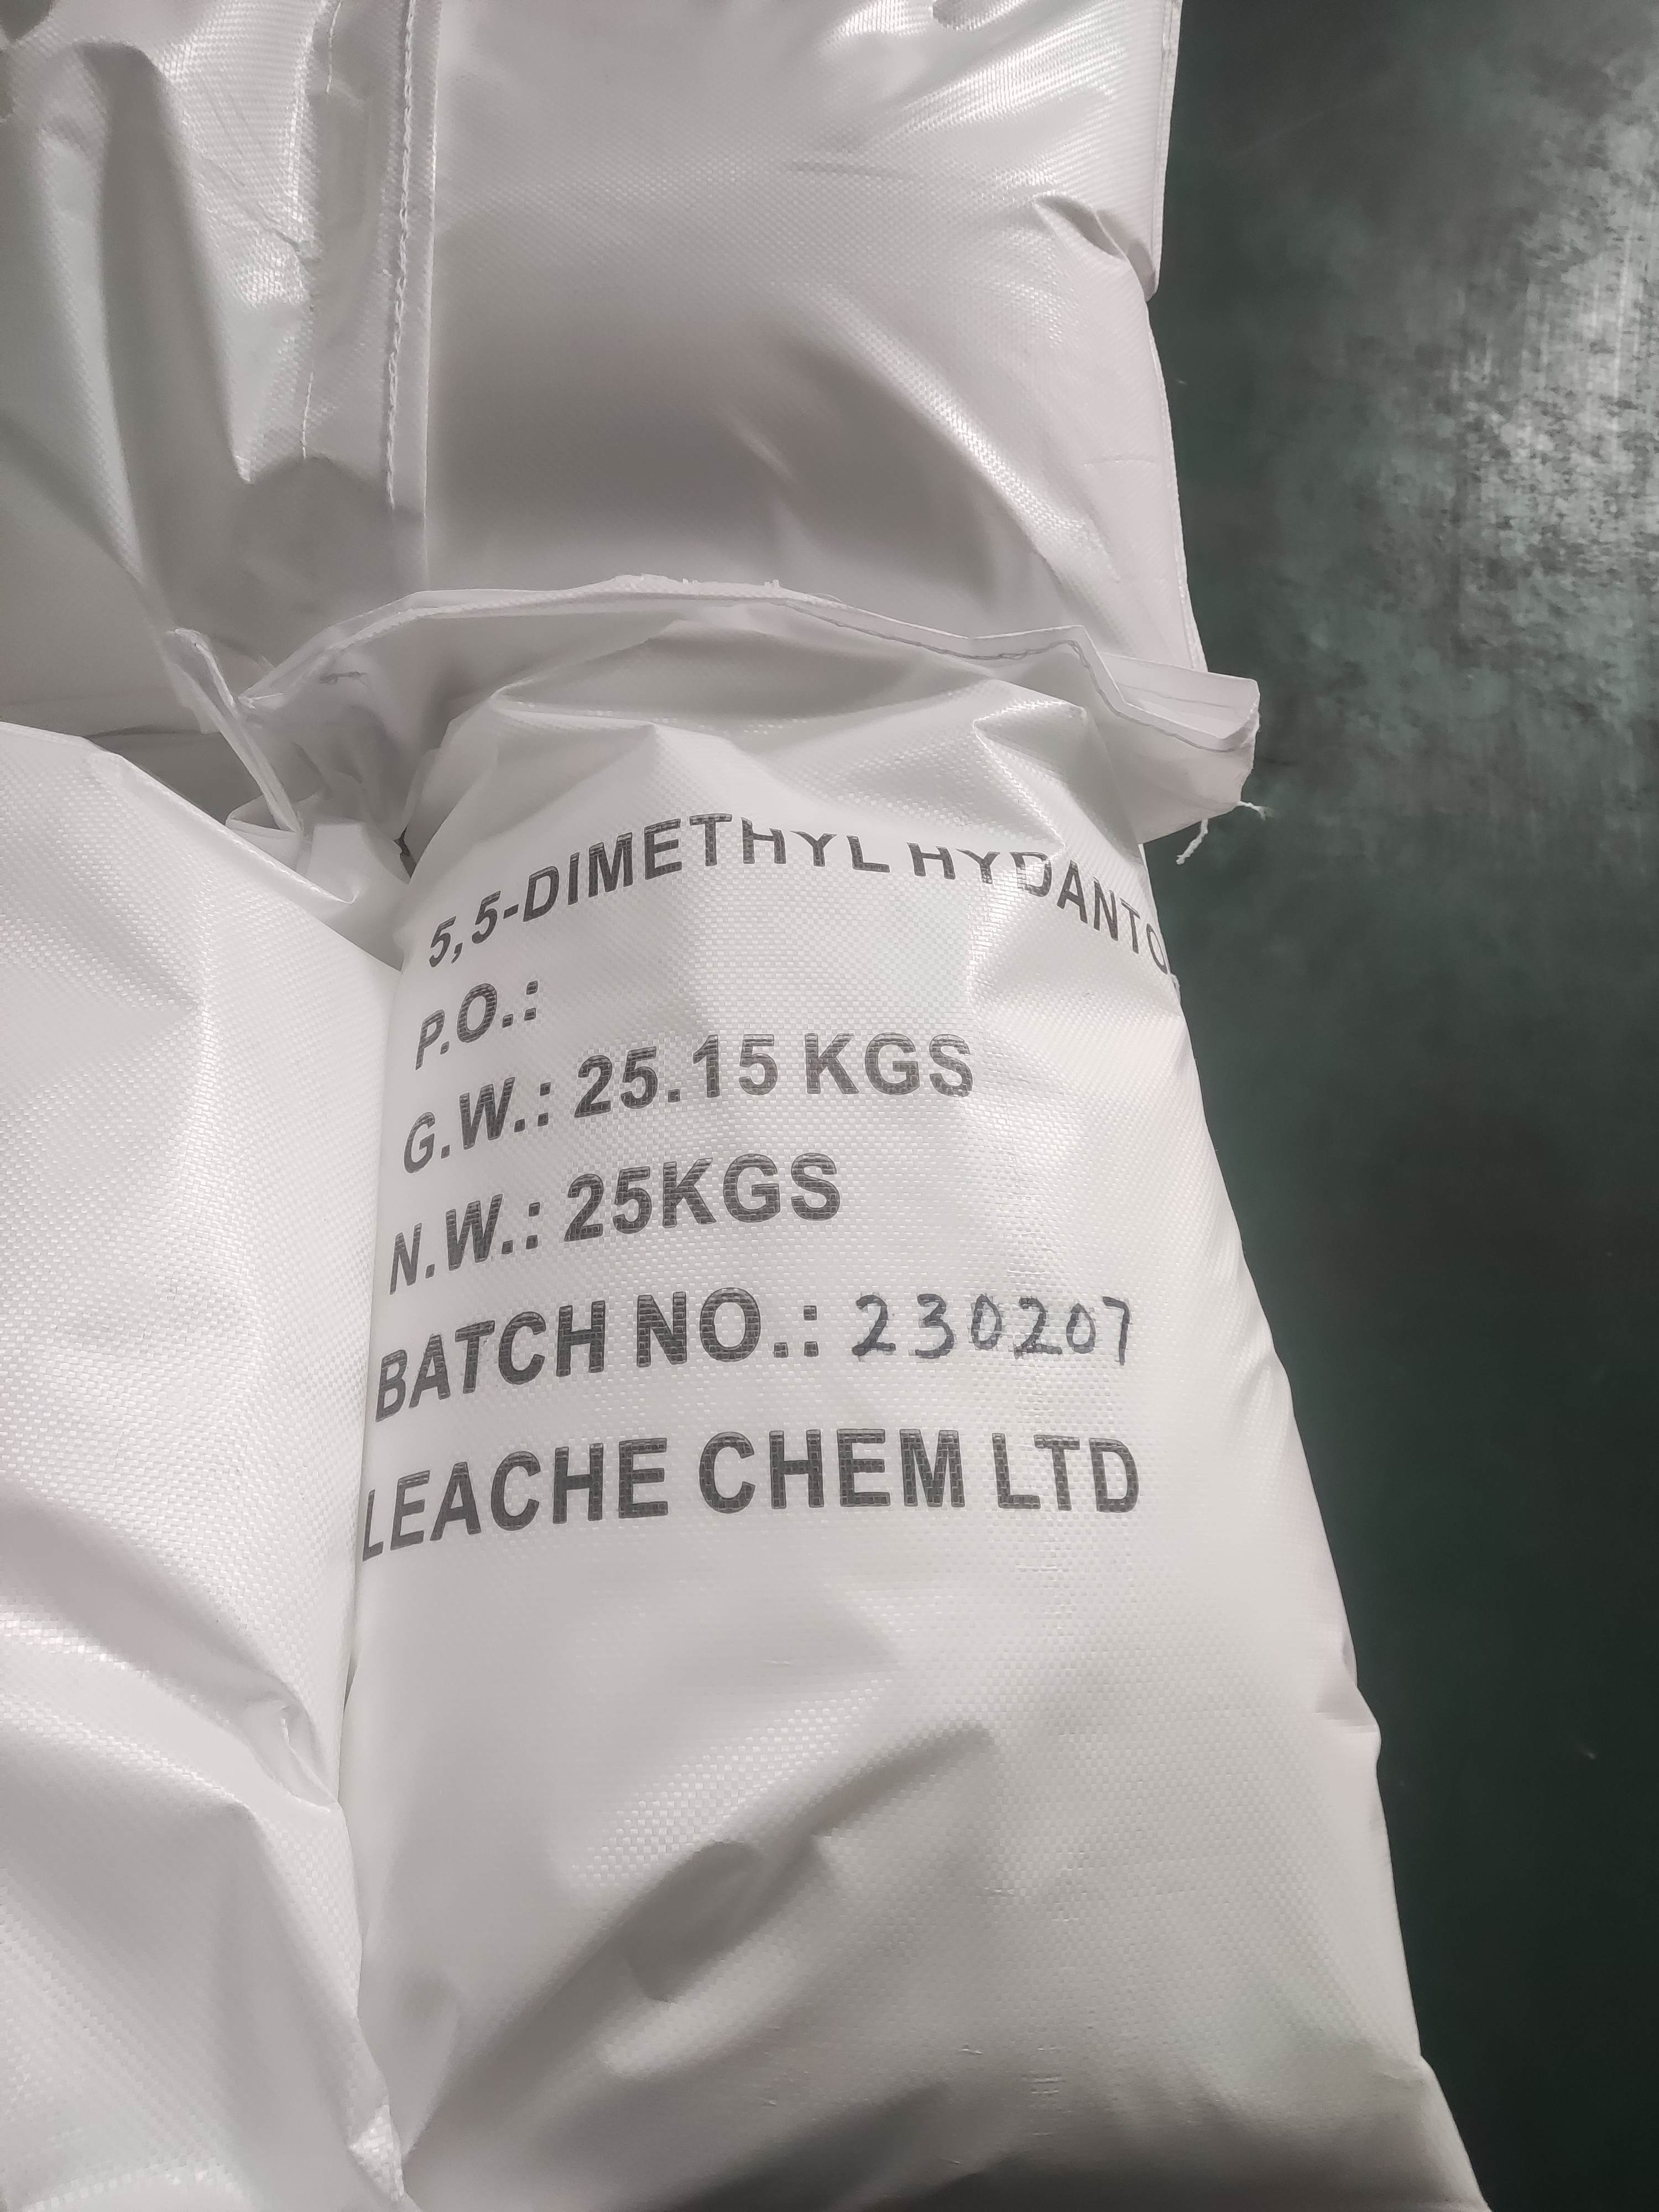 5,5-DIMETHYL HYDANTO
P.O.:
G.W.: 25.15 KGS
N.W.: 25KGS
BATCH NO.: 230207
LEACHE CHEM LTD